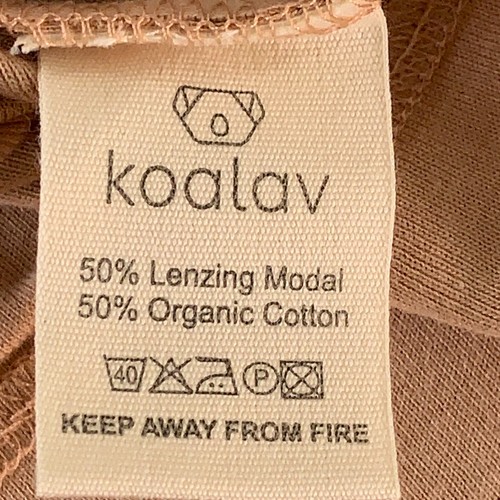 koalav
50% Lenzing Modal
50% Organic Cotton
40 P
KEEP AWAY FROM FIRE